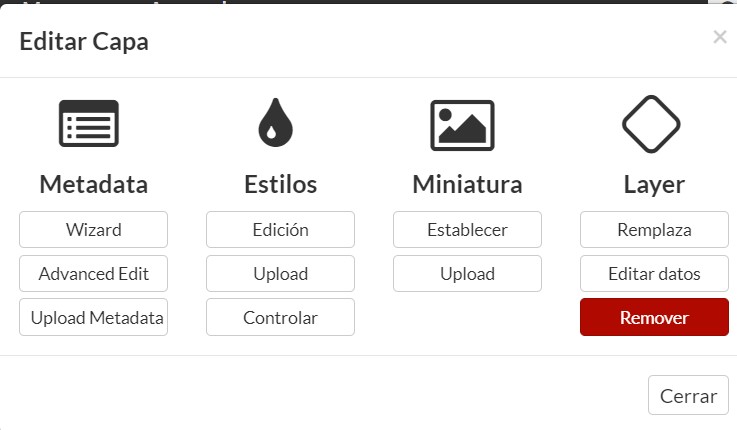 Editar Capa
×
Metadata
Wizard
Advanced Edit
Upload Metadata
Estilos
Edición
Upload
Controlar
Miniatura
Establecer
Upload
Layer
Remplaza
Editar datos
Remover
Cerrar